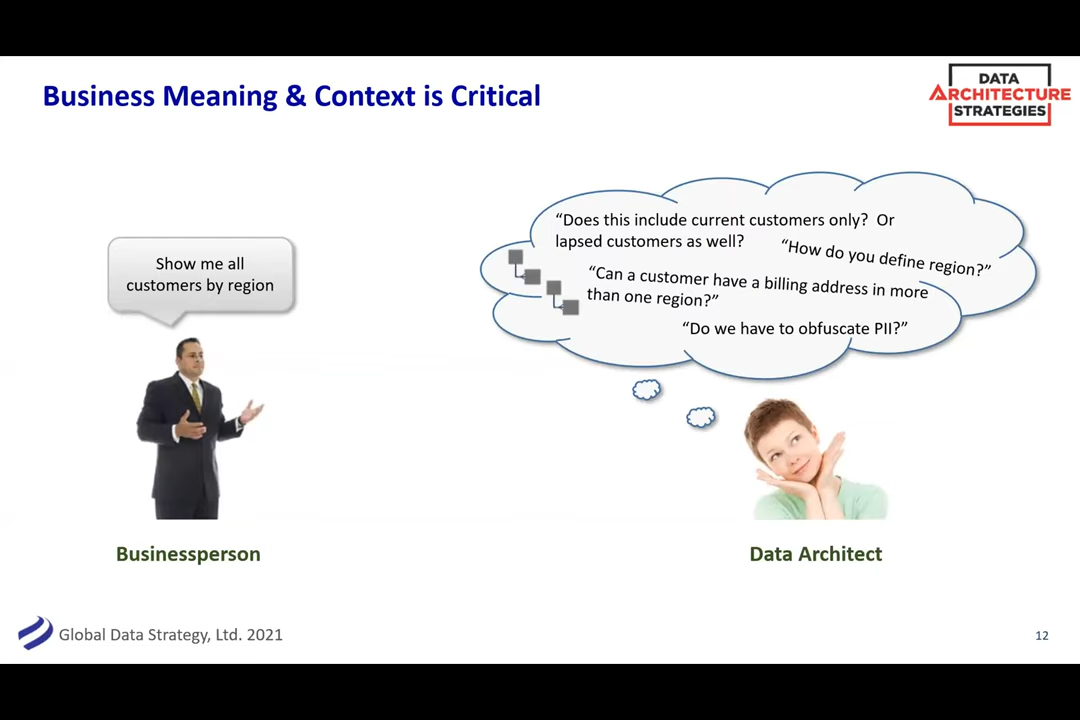 Business Meaning & Context is Critical
DATA
ARCHITECTURE
STRATEGIES
Show me all
customers by region
“Does this include current customers only? Or
lapsed customers as well?
“How do you define region?”
“Can a customer have a billing address in more
than one region?”
“Do we have to obfuscate PII?”
Businessperson
Data Architect
Global Data Strategy, Ltd. 2021
12